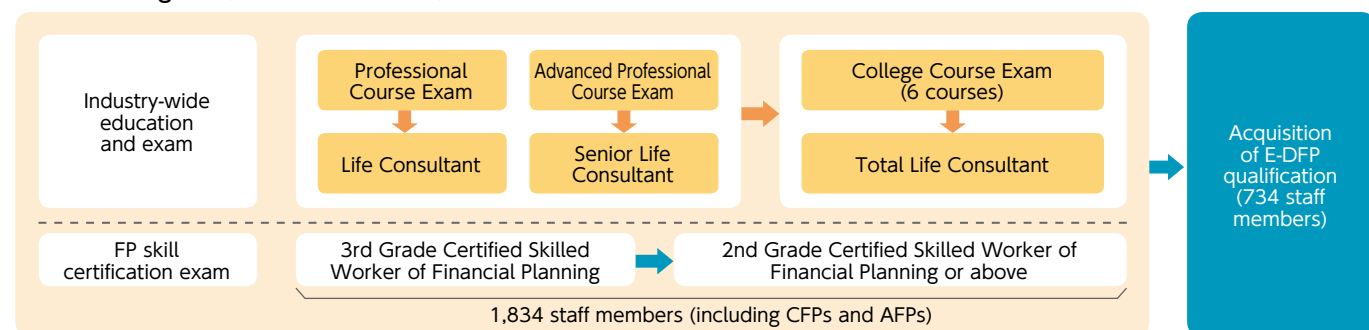 Industry-wide
education
and exam
Professional
Course Exam
Life Consultant
Advanced Professional
Course Exam
Senior Life
Consultant
College Course Exam
(6 courses)
Total Life Consultant
FP skill
certification exam
3rd Grade Certified Skilled
Worker of Financial Planning
2nd Grade Certified Skilled Worker of
Financial Planning or above
1,834 staff members (including CFPs and AFPs)
Acquisition
of E-DFP
qualification
(734 staff
members)